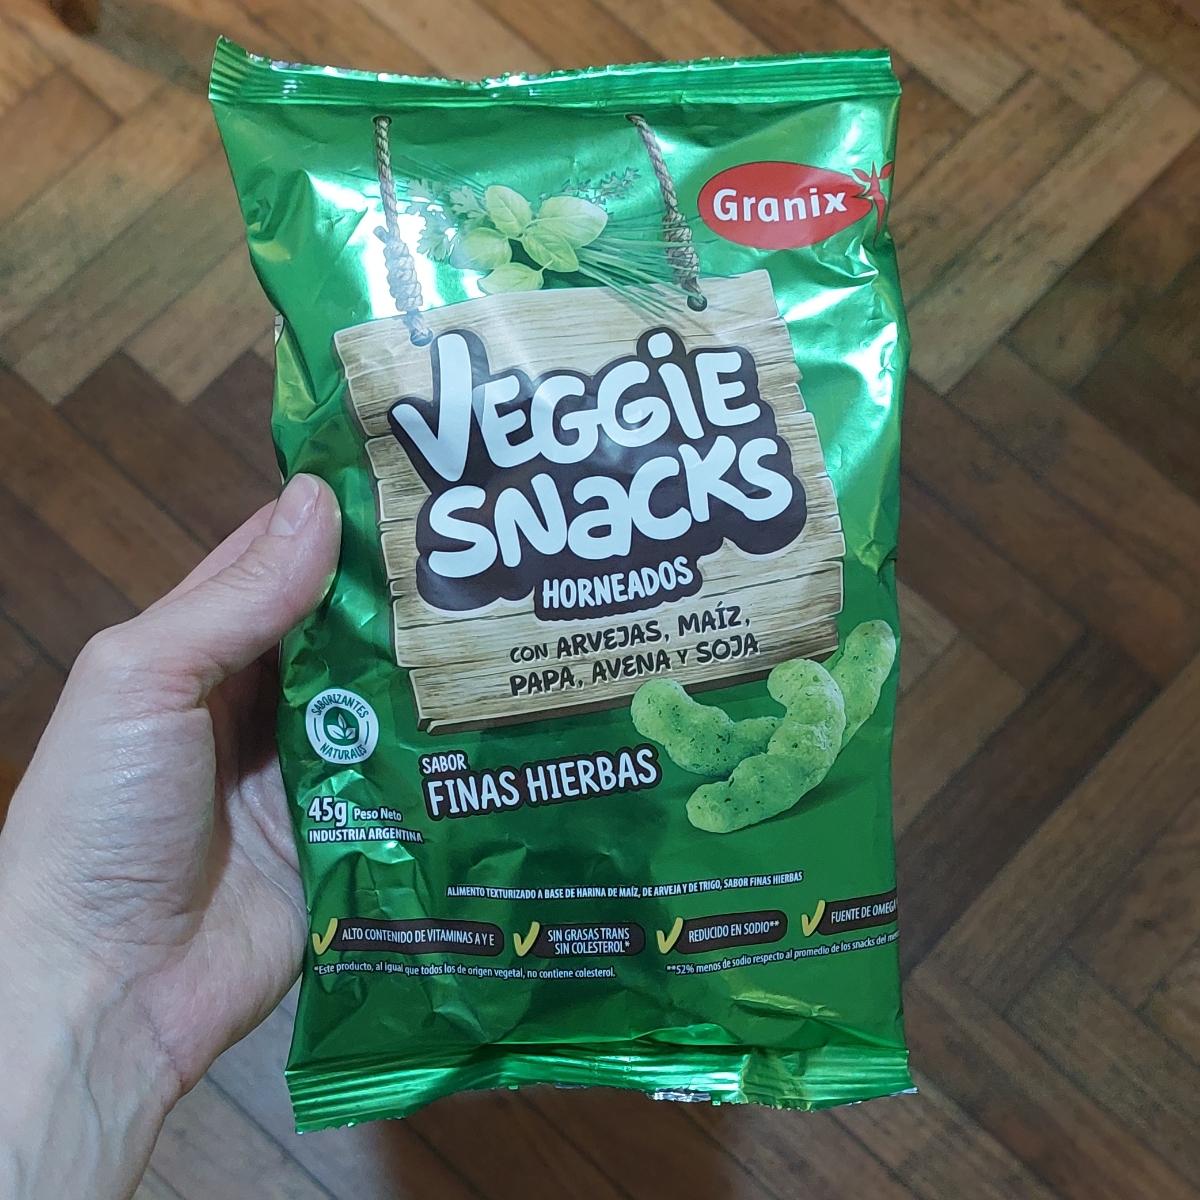 Granix
VEGGIE
SNACKS
HORNEADOS
CON ARVEJAS, MAÍZ,
PAPA, AVENA Y SOJA
SABORIZANTES
NATURALES
SABOR
FINAS HIERBAS
45g Peso Neto
INDUSTRIA ARGENTINA
ALIMENTO TEXTURIZADO A BASE DE HARINA DE MAÍZ, DE ARVEJA Y DE TRIGO, SABOR FINAS HIERBAS
ALTO CONTENIDO DE VITAMINAS A Y E
SIN GRASAS TRANS
SIN COLESTEROL*
REDUCIDO EN SODIO**
FUENTE DE OMEGA
*Este producto, al igual que todos los de origen vegetal, no contiene colesterol.
**52% menos de sodio respecto al promedio de los snacks del